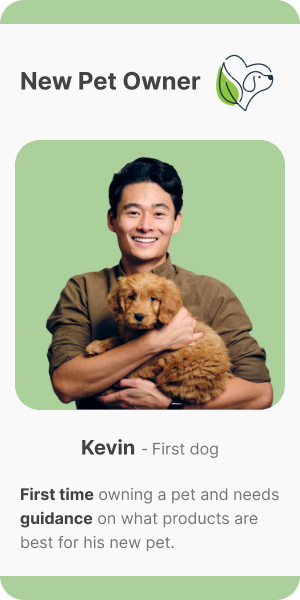 New Pet Owner
Kevin - First dog
First time owning a pet and needs
guidance on what products are
best for his new pet.